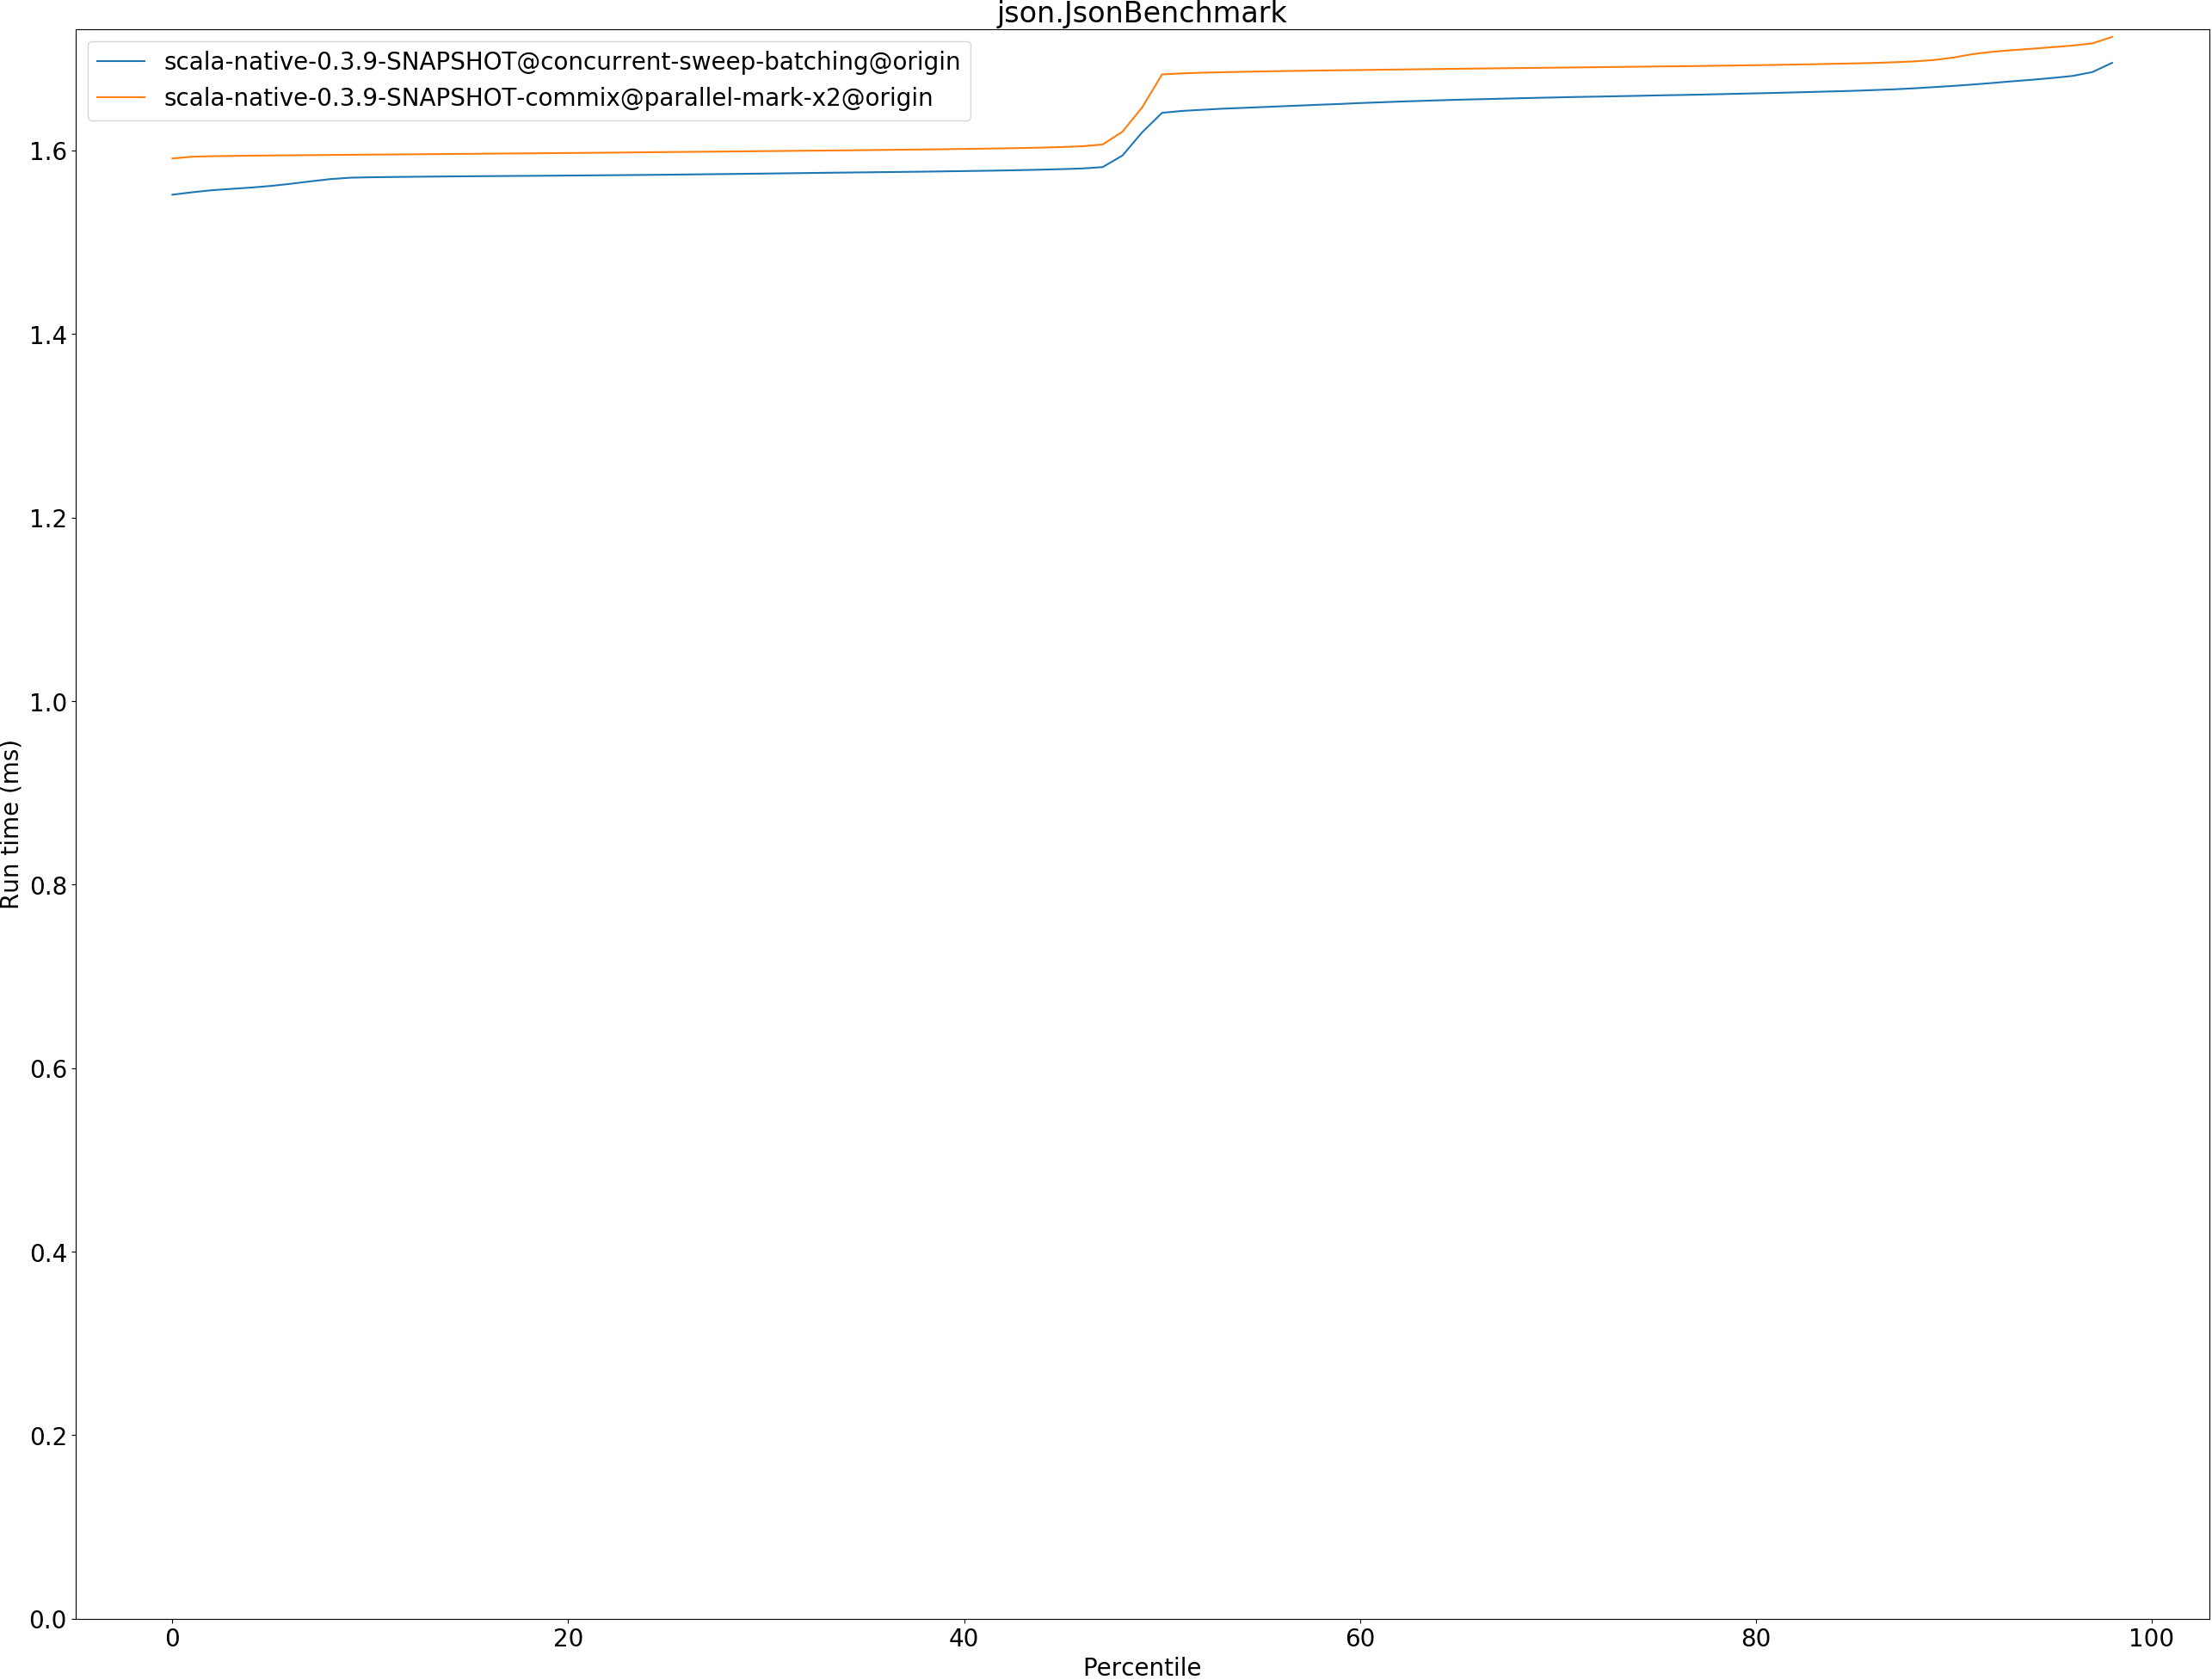 json.JsonBenchmark
scala-native-0.3.9-SNAPSHOT@concurrent-sweep-batching@origin
scala-native-0.3.9-SNAPSHOT-commix@parallel-mark-x2@origin
1.6
1.4
1.2
1.0
0.8
0.6
0.4
0.2
0.0
Run time (ms)
0 20 40 60 80 100
Percentile